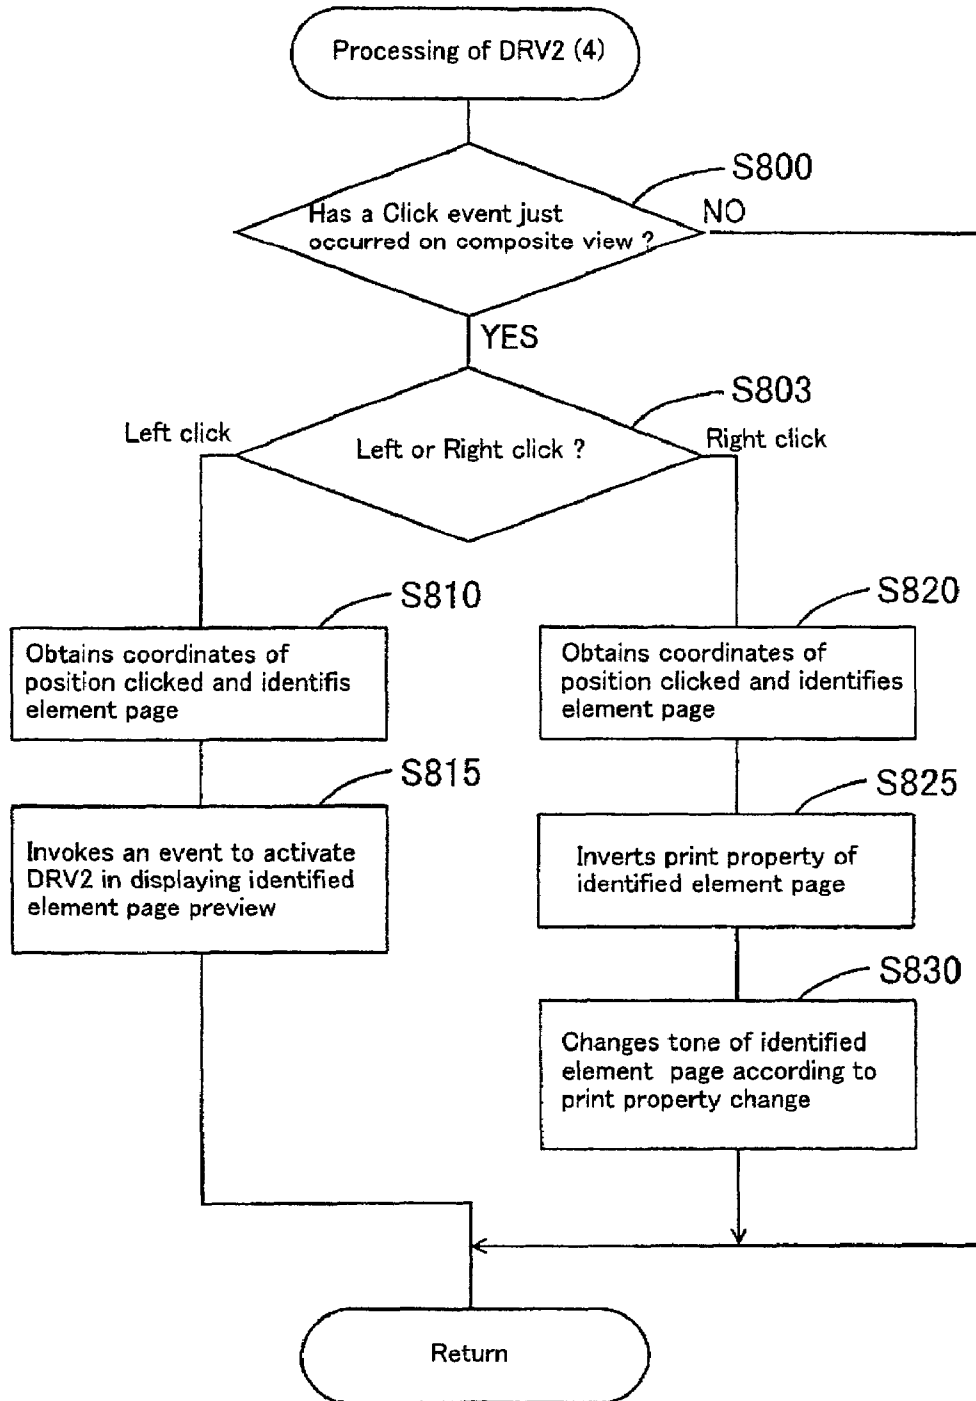 Processing of DRV2 (4)
S800
Has a Click event just
occurred on composite view ?
NO
YES
S803
Left click
Left or Right click ?
Right click
S810
Obtains coordinates of
position clicked and identifis
element page
S815
Invokes an event to activate
DRV2 in displaying identified
element page preview
S820
Obtains coordinates of
position clicked and identifies
element page
S825
Inverts print property of
identified element page
S830
Changes tone of identified
element page according to
print property change
Return